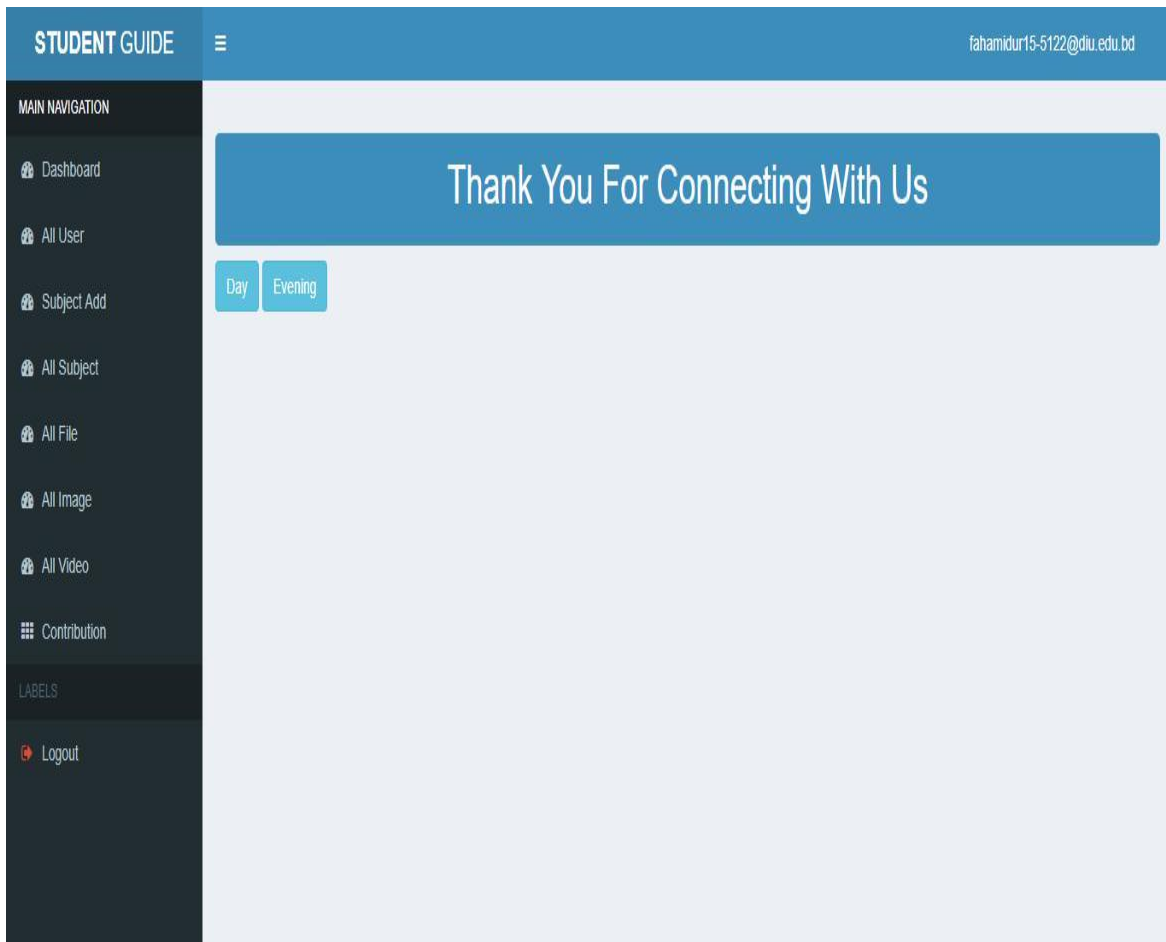 STUDENT GUIDE
fahamidur15-5122@diu.edu.bd
MAIN NAVIGATION
Dashboard
All User
Subject Add
All Subject
All File
All Image
All Video
Contribution
LABELS
Logout
Thank You For Connecting With Us
Day Evening